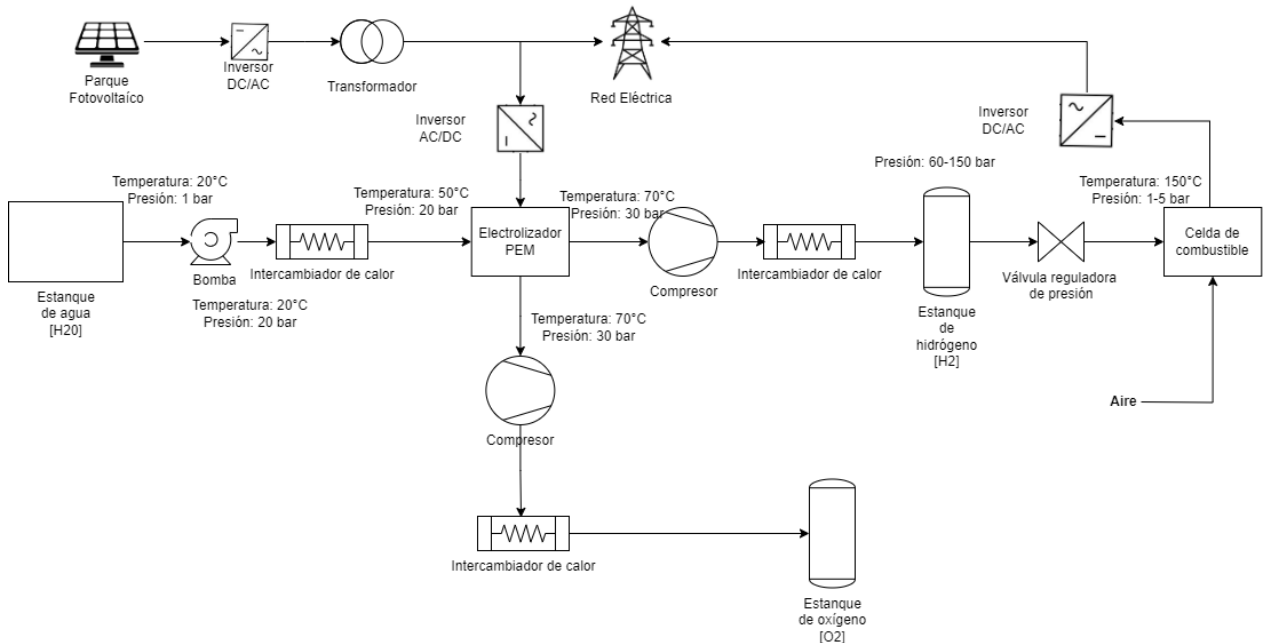 Parque
Fotovoltaíco
Inversor
DC/AC
Transformador
Red Eléctrica
Inversor
AC/DC
Inversor
DC/AC
Temperatura: 20°C
Presión: 1 bar
Temperatura: 50°C
Presión: 20 bar
Temperatura: 70°C
Presión: 30 bar
Presión: 60-150 bar
Temperatura: 150°C
Presión: 1-5 bar
Electrolizador
PEM
Celda de
combustible
Bomba
Intercambiador de calor
Compresor
Intercambiador de calor
Válvula reguladora
de presión
Estanque
de agua
[H20]
Temperatura: 20°C
Presión: 20 bar
Estanque
de
hidrógeno
[H2]
Temperatura: 70°C
Presión: 30 bar
Aire
Compresor
Intercambiador de calor
Estanque
de oxígeno
[O2]